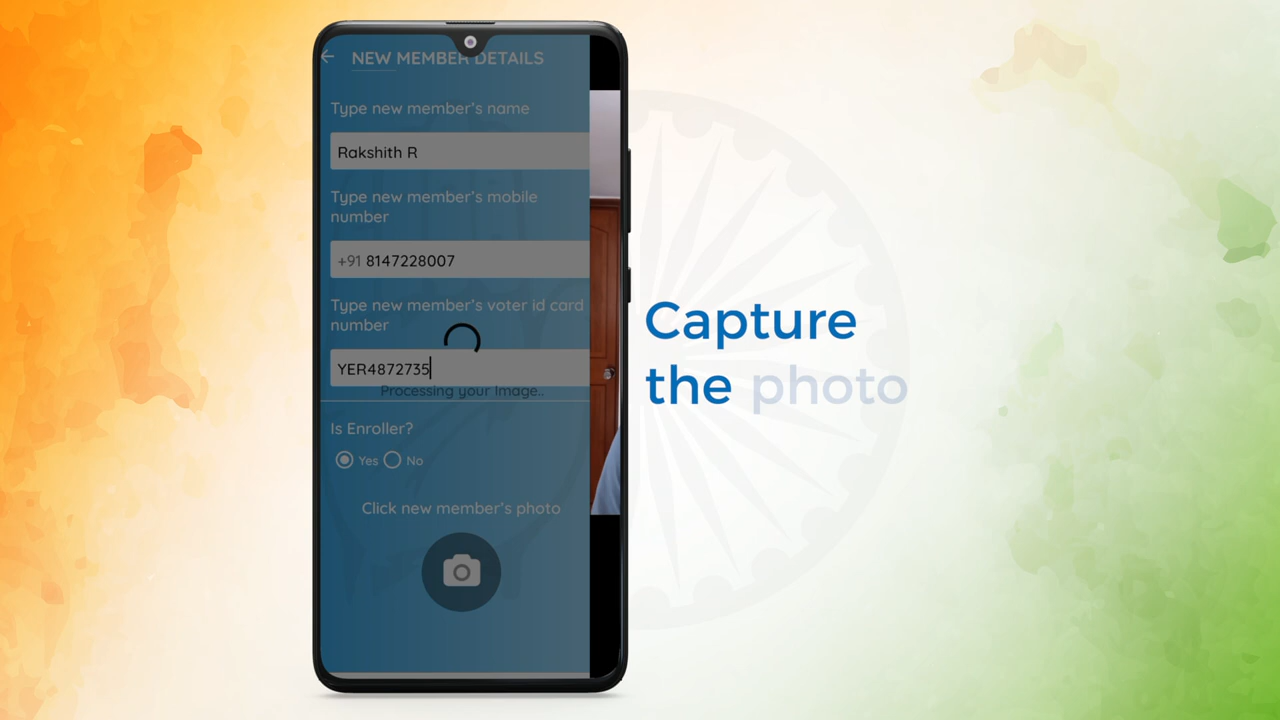 NEW MEMBER DETAILS
Type new member's name
Rakshith R
Type new member's mobile
number
+91 8147228007
Type new member's voter id card
number
YER4872735
Processing your Image..
Is Enroller?
Yes No
Click new member's photo
Capture
the photo